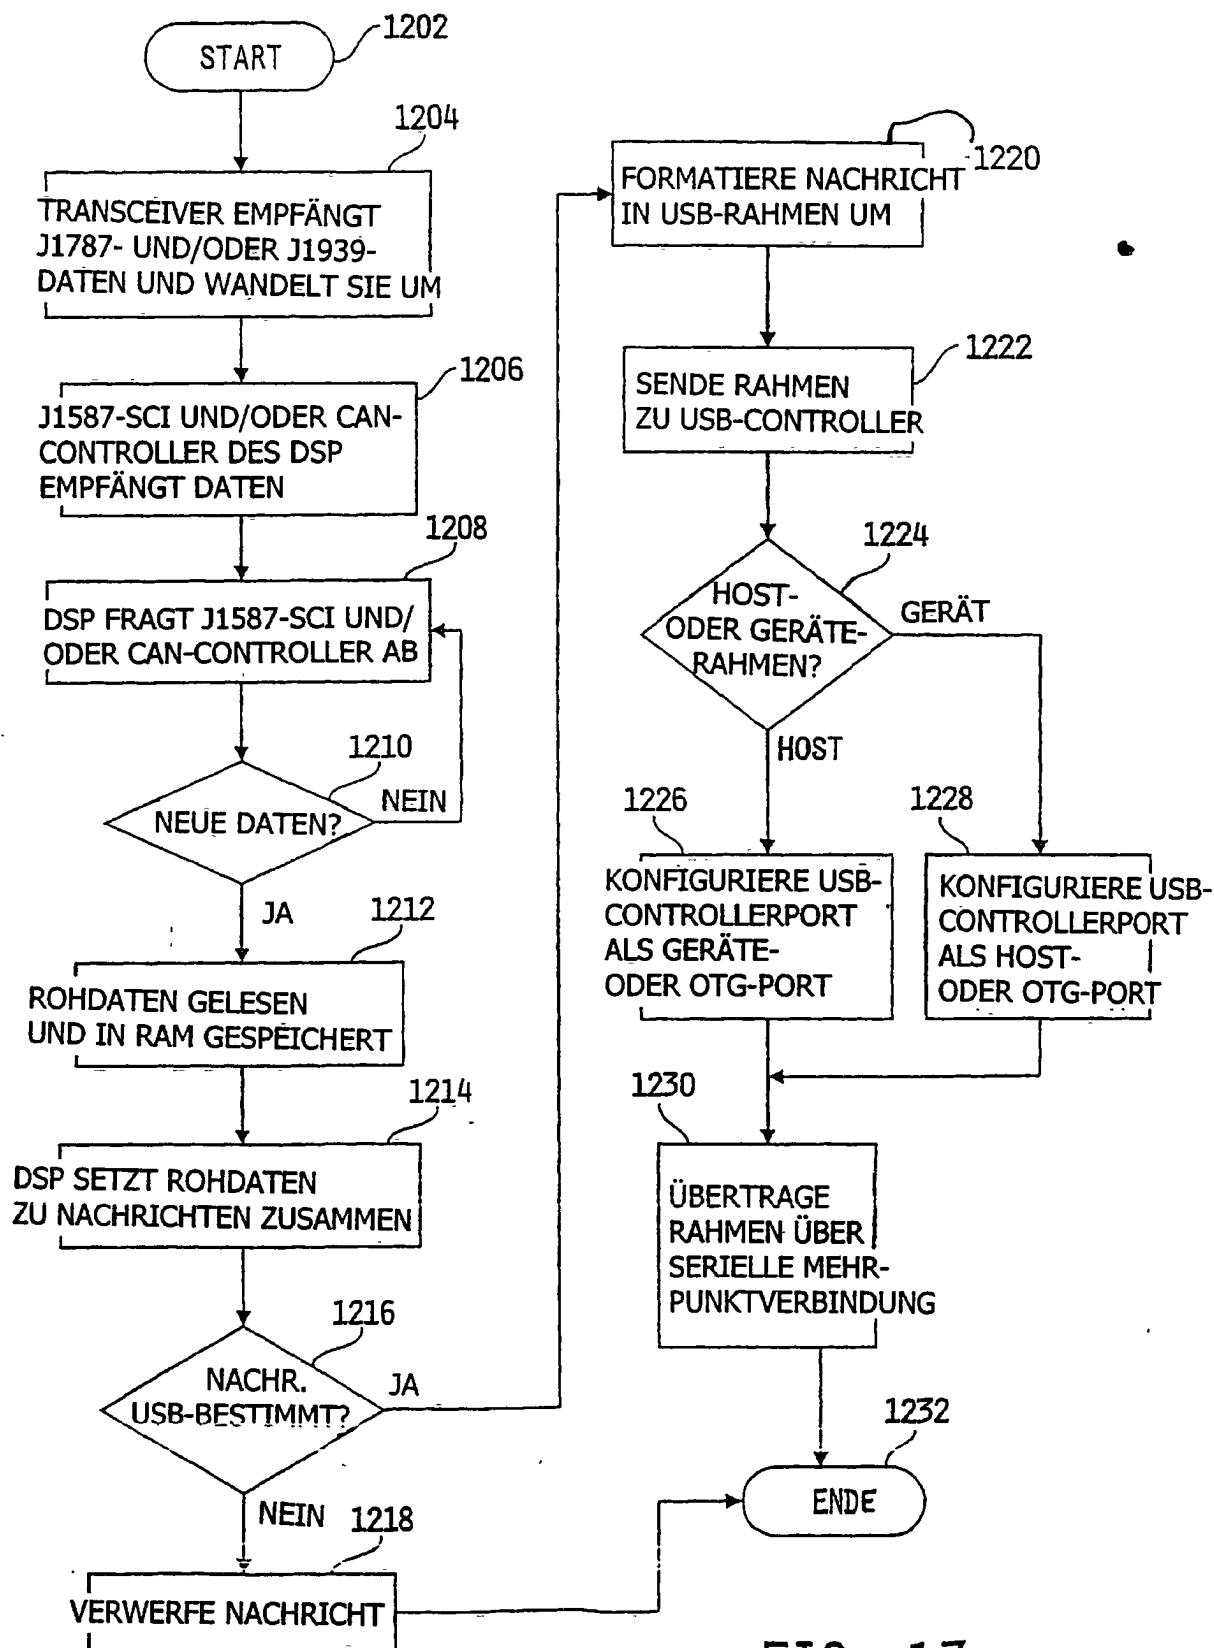 START
1202
1204
TRANSCEIVER EMPFÄNGT
J1787- UND/ODER J1939-
DATEN UND WANDELT SIE UM
1206
J1587-SCI UND/ODER CAN-
CONTROLLER DES DSP
EMPFÄNGT DATEN
1208
DSP FRAGT J1587-SCI UND/
ODER CAN-CONTROLLER AB
1210
NEUE DATEN?
NEIN
JA
1212
ROHDATEN GELESEN
UND IN RAM GESPEICHERT
1214
DSP SETZT ROHDATEN
ZU NACHRICHTEN ZUSAMMEN
1216
NACHR.
USB-BESTIMMT?
JA
NEIN
1218
VERWERFE NACHRICHT
1220
FORMATIERE NACHRICHT
IN USB-RAHMEN UM
1222
SENDE RAHMEN
ZU USB-CONTROLLER
1224
HOST-
ODER GERÄTE-
RAHMEN?
GERÄT
HOST
1226
KONFIGURIERE USB-
CONTROLLERPORT
ALS GERÄTE-
ODER OTG-PORT
1228
KONFIGURIERE USB-
CONTROLLERPORT
ALS HOST-
ODER OTG-PORT
1230
ÜBERTRAGE
RAHMEN ÜBER
SERIELLE MEHR-
PUNKTVERBINDUNG
1232
ENDE